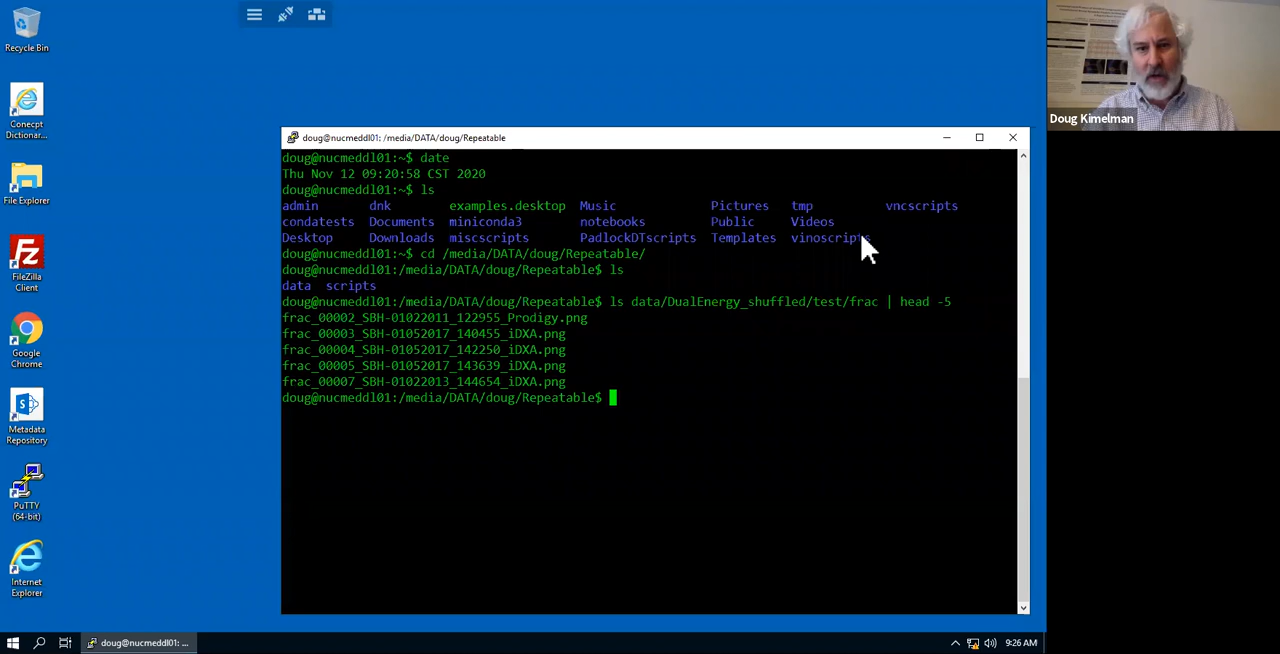 Recycle Bin
Conecpt
Dictionar...
File Explorer
FileZilla
Client
Google
Chrome
Metadata
Repository
PuTTY
(64-bit)
Internet
Explorer
doug@nucmeddl01: /media/DATA/doug/Repeatable
doug@nucmeddl01:~$ date
Thu Nov 12 09:20:58 CST 2020
doug@nucmeddl01:~$ ls
admin dnk examples.desktop Music Pictures tmp vncscripts
condatests Documents miniconda3 notebooks Public Videos
Desktop Downloads miscscripts PadlockDTscripts Templates vinoscripts
doug@nucmeddl01:~$ cd /media/DATA/doug/Repeatable/
doug@nucmeddl01:/media/DATA/doug/Repeatable$ ls
data scripts
doug@nucmeddl01:/media/DATA/doug/Repeatable$ ls data/DualEnergy_shuffled/test/frac | head -5
frac_00002_SBH-01022011_122955_Prodigy.png
frac_00003_SBH-01052017_140455_iDXA.png
frac_00004_SBH-01052017_142250_iDXA.png
frac_00005_SBH-01052017_143639_iDXA.png
frac_00007_SBH-01022013_144654_iDXA.png
doug@nucmeddl01:/media/DATA/doug/Repeatable$
Doug Kimelman
doug@nucmeddl01: ...
9:26 AM